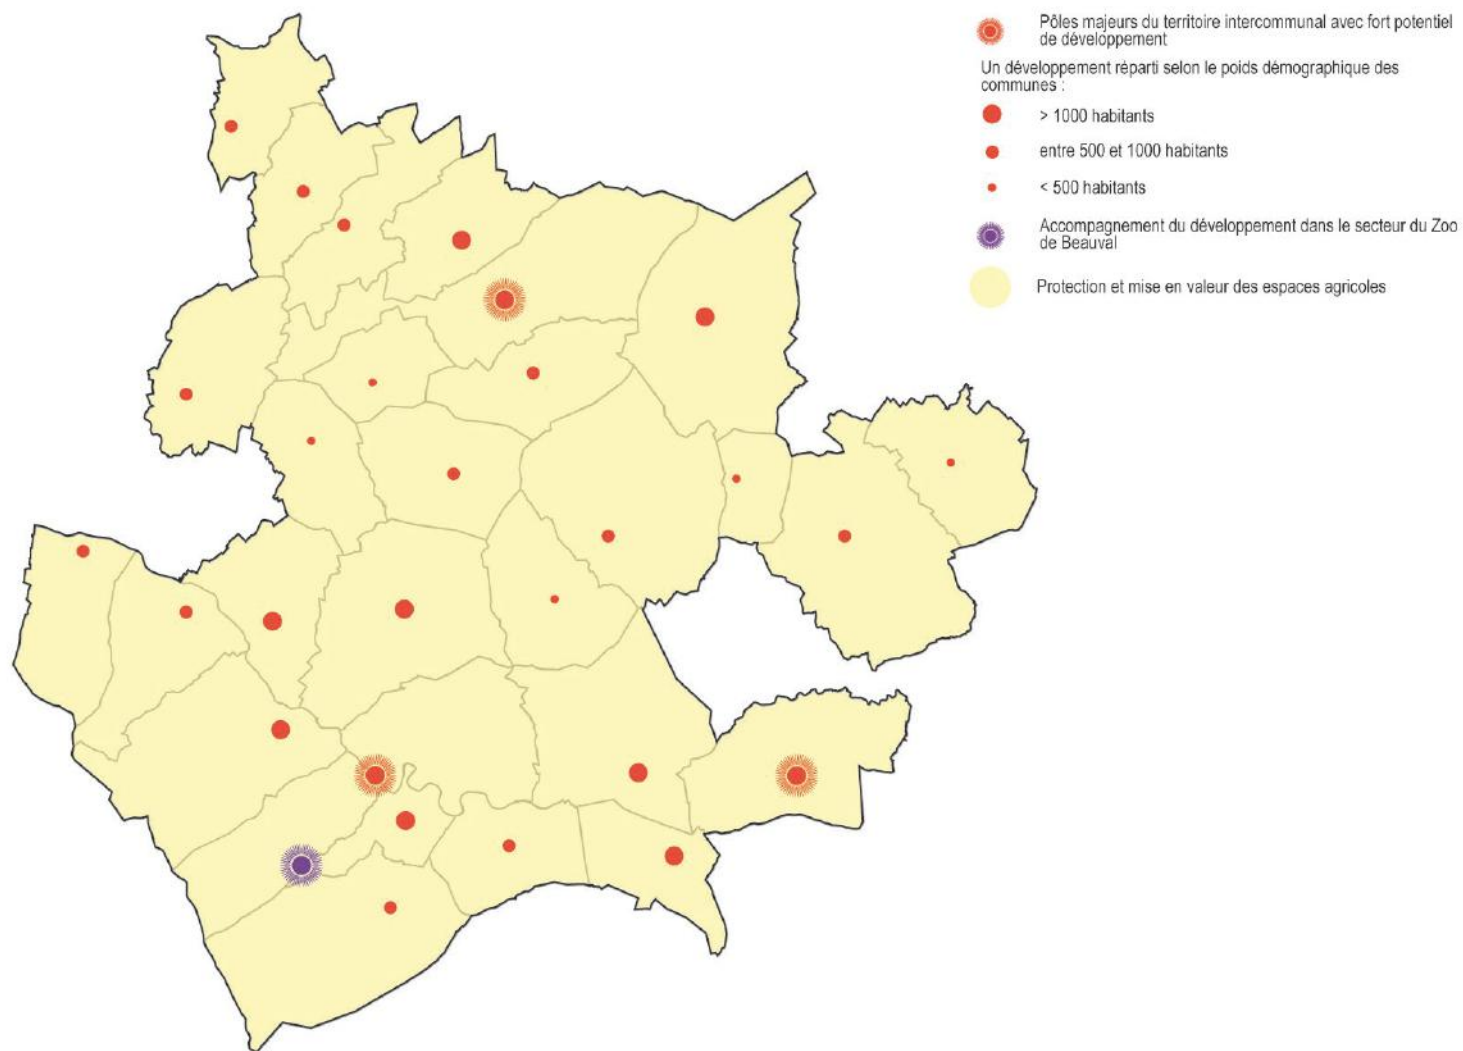 Pôles majeurs du territoire intercommunal avec fort potentiel
de développement
Un développement réparti selon le poids démographique des
communes :
> 1000 habitants
entre 500 et 1000 habitants
< 500 habitants
Accompagnement du développement dans le secteur du Zoo
de Beauval
Protection et mise en valeur des espaces agricoles